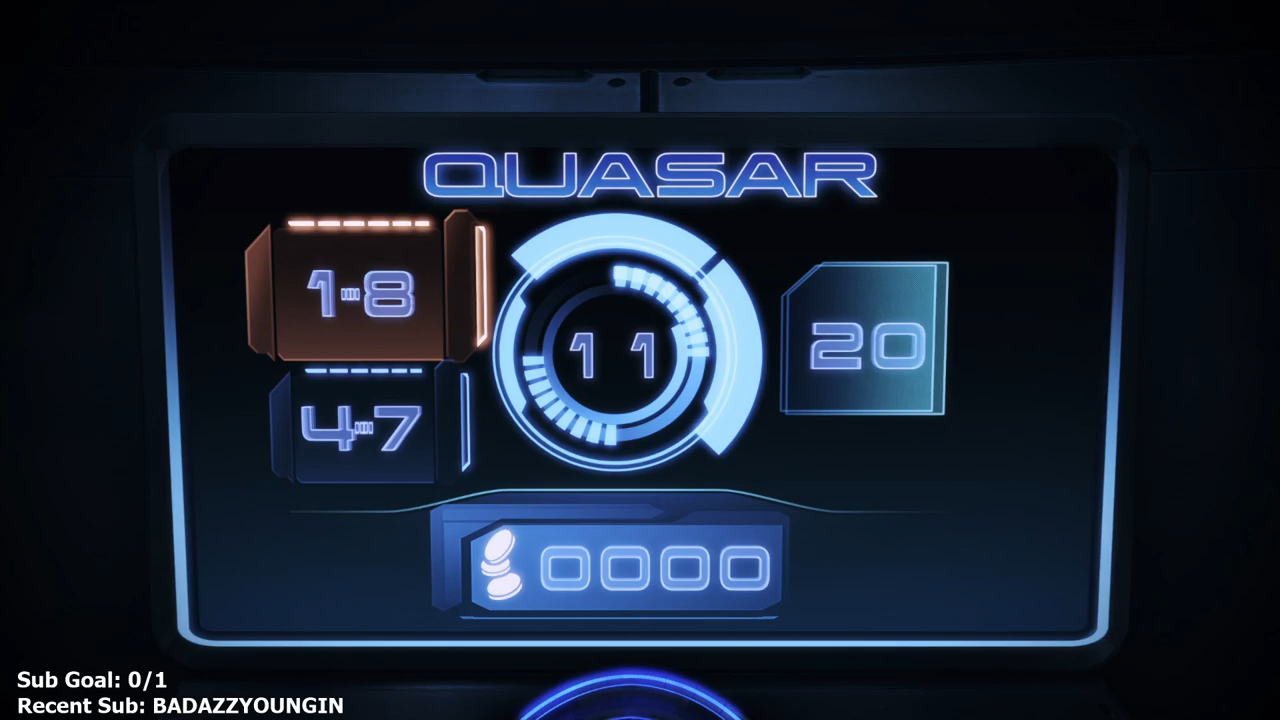 QUASAR
1-8
4-7
11
20
0000
Sub Goal: 0/1
Recent Sub: BADAZZYOUNGIN